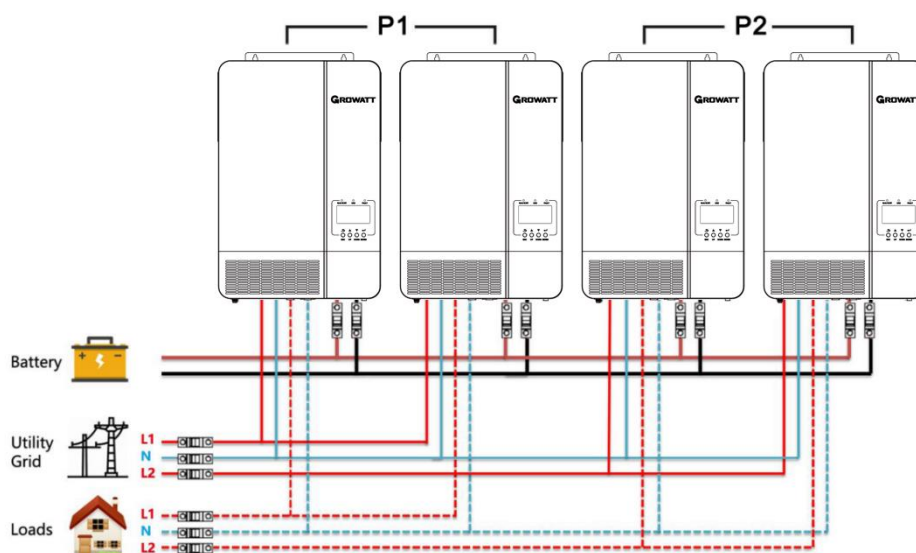 P1
P2
GROWATT
GROWATT
GROWATT
GROWATT
Battery
+ -
Utility
Grid
L1
N
L2
Loads
L1
N
L2